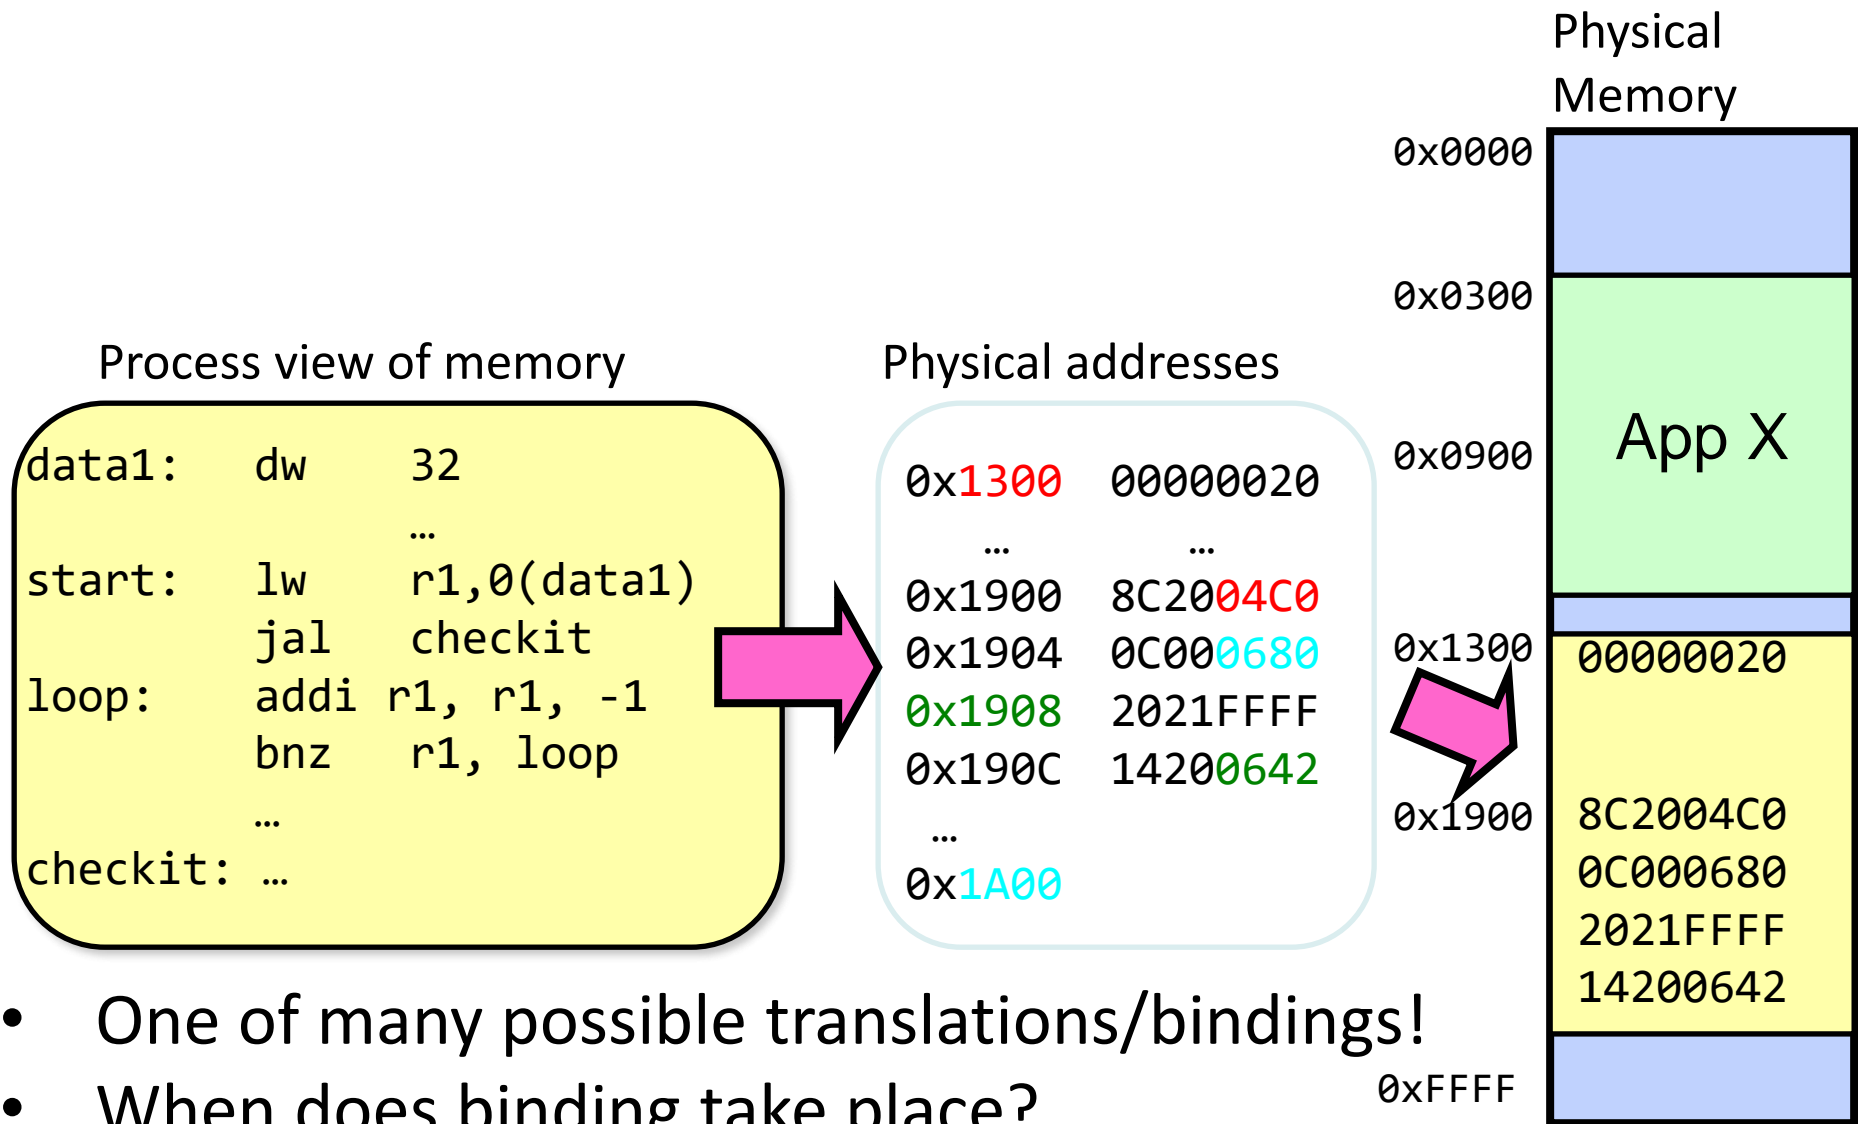 Physical
Memory
0x0000
0x0300
App X
0x0900
0x1300
00000020
0x1900
8C2004C0
0C000680
2021FFFF
14200642
0xFFFF
Process view of memory
data1: dw 32
…
start: lw r1,0(data1)
jal checkit
loop: addi r1, r1, -1
bnz r1, loop
…
checkit: …
Physical addresses
0x1300 00000020
… …
0x1900 8C2004C0
0x1904 0C000680
0x1908 2021FFFF
0x190C 14200642
…
0x1A00
• One of many possible translations/bindings!
• When does binding take place?